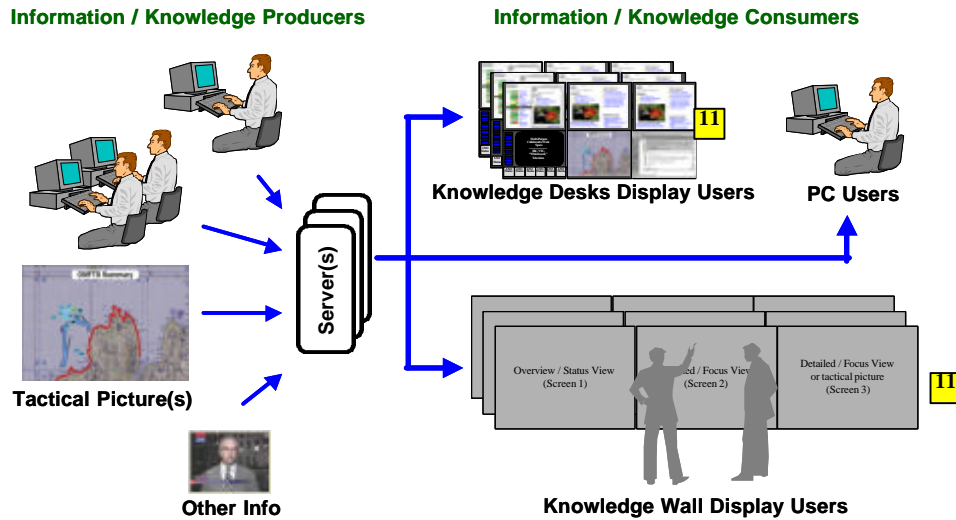 Information / Knowledge Producers
Information / Knowledge Consumers
11
Knowledge Desks Display Users
PC Users
Server(s)
Tactical Picture(s)
Overview / Status View
(Screen 1)
ed / Focus View
(Screen 2)
Detailed / Focus View
or tactical picture
(Screen 3)
11
Other Info
Knowledge Wall Display Users